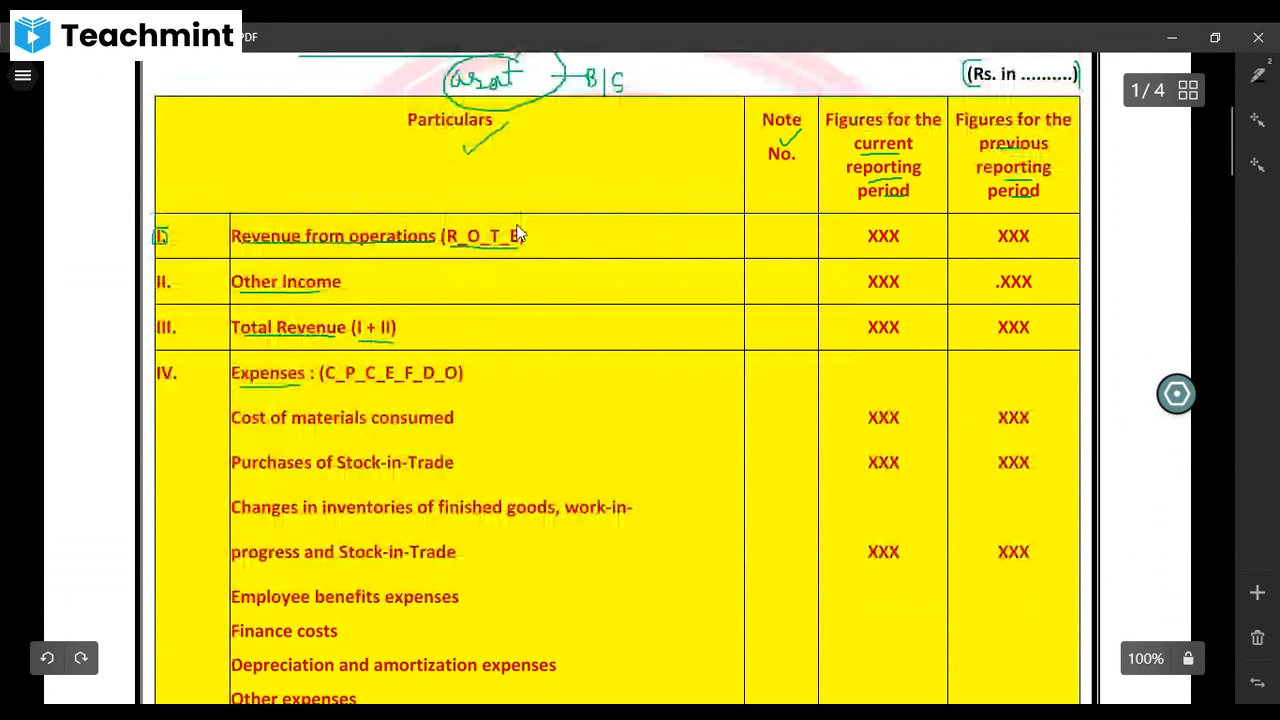 Teachmint
PDF
as at
B|S
(Rs. in ..........)
1/4
Particulars
Note No.
Figures for the current reporting period
Figures for the previous reporting period
I. Revenue from operations (R_O_T_E) XXX XXX
II. Other Income XXX .XXX
III. Total Revenue (I + II) XXX XXX
IV. Expenses : (C_P_C_E_F_D_O)
Cost of materials consumed XXX XXX
Purchases of Stock-in-Trade XXX XXX
Changes in inventories of finished goods, work-in-
progress and Stock-in-Trade XXX XXX
Employee benefits expenses
Finance costs
Depreciation and amortization expenses
Other expenses
100%
2